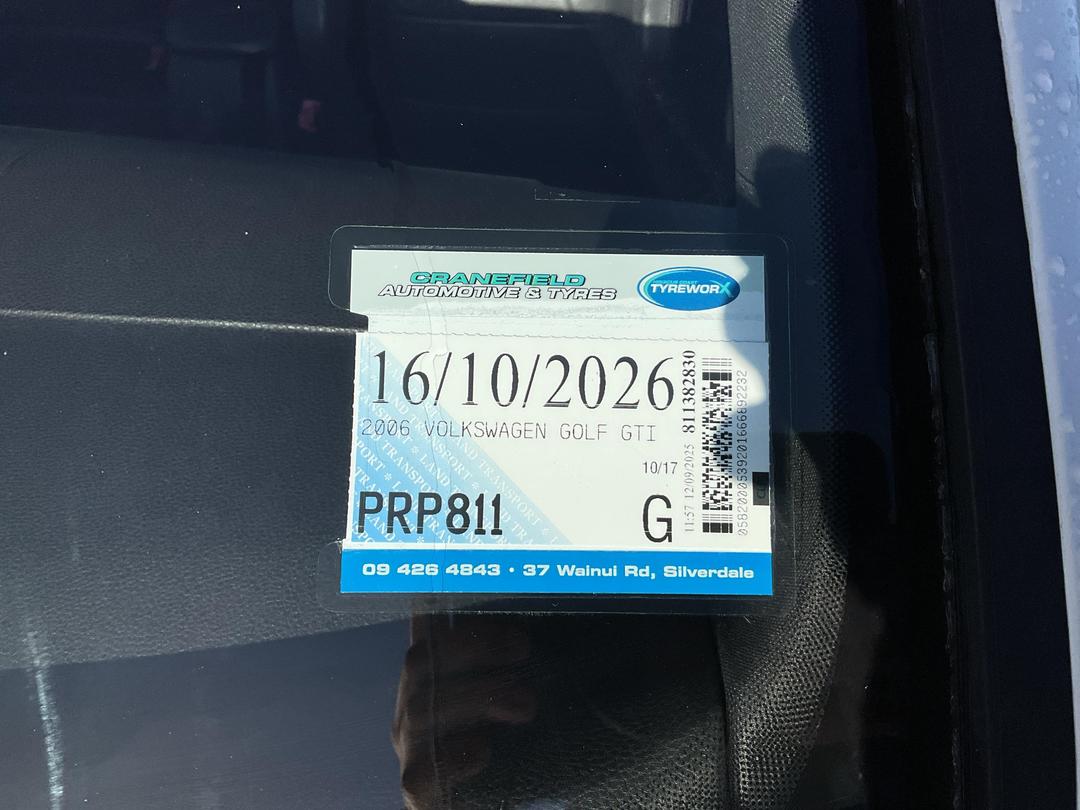 CRANEFIELD
AUTOMOTIVE & TYRES
TYREWORX
16/10/2026
2006 VOLKSWAGEN GOLF GTI
10/17
PRP811
G
11:57 12/09/2025 811382830
09 426 4843 • 37 Wainui Rd, Silverdale